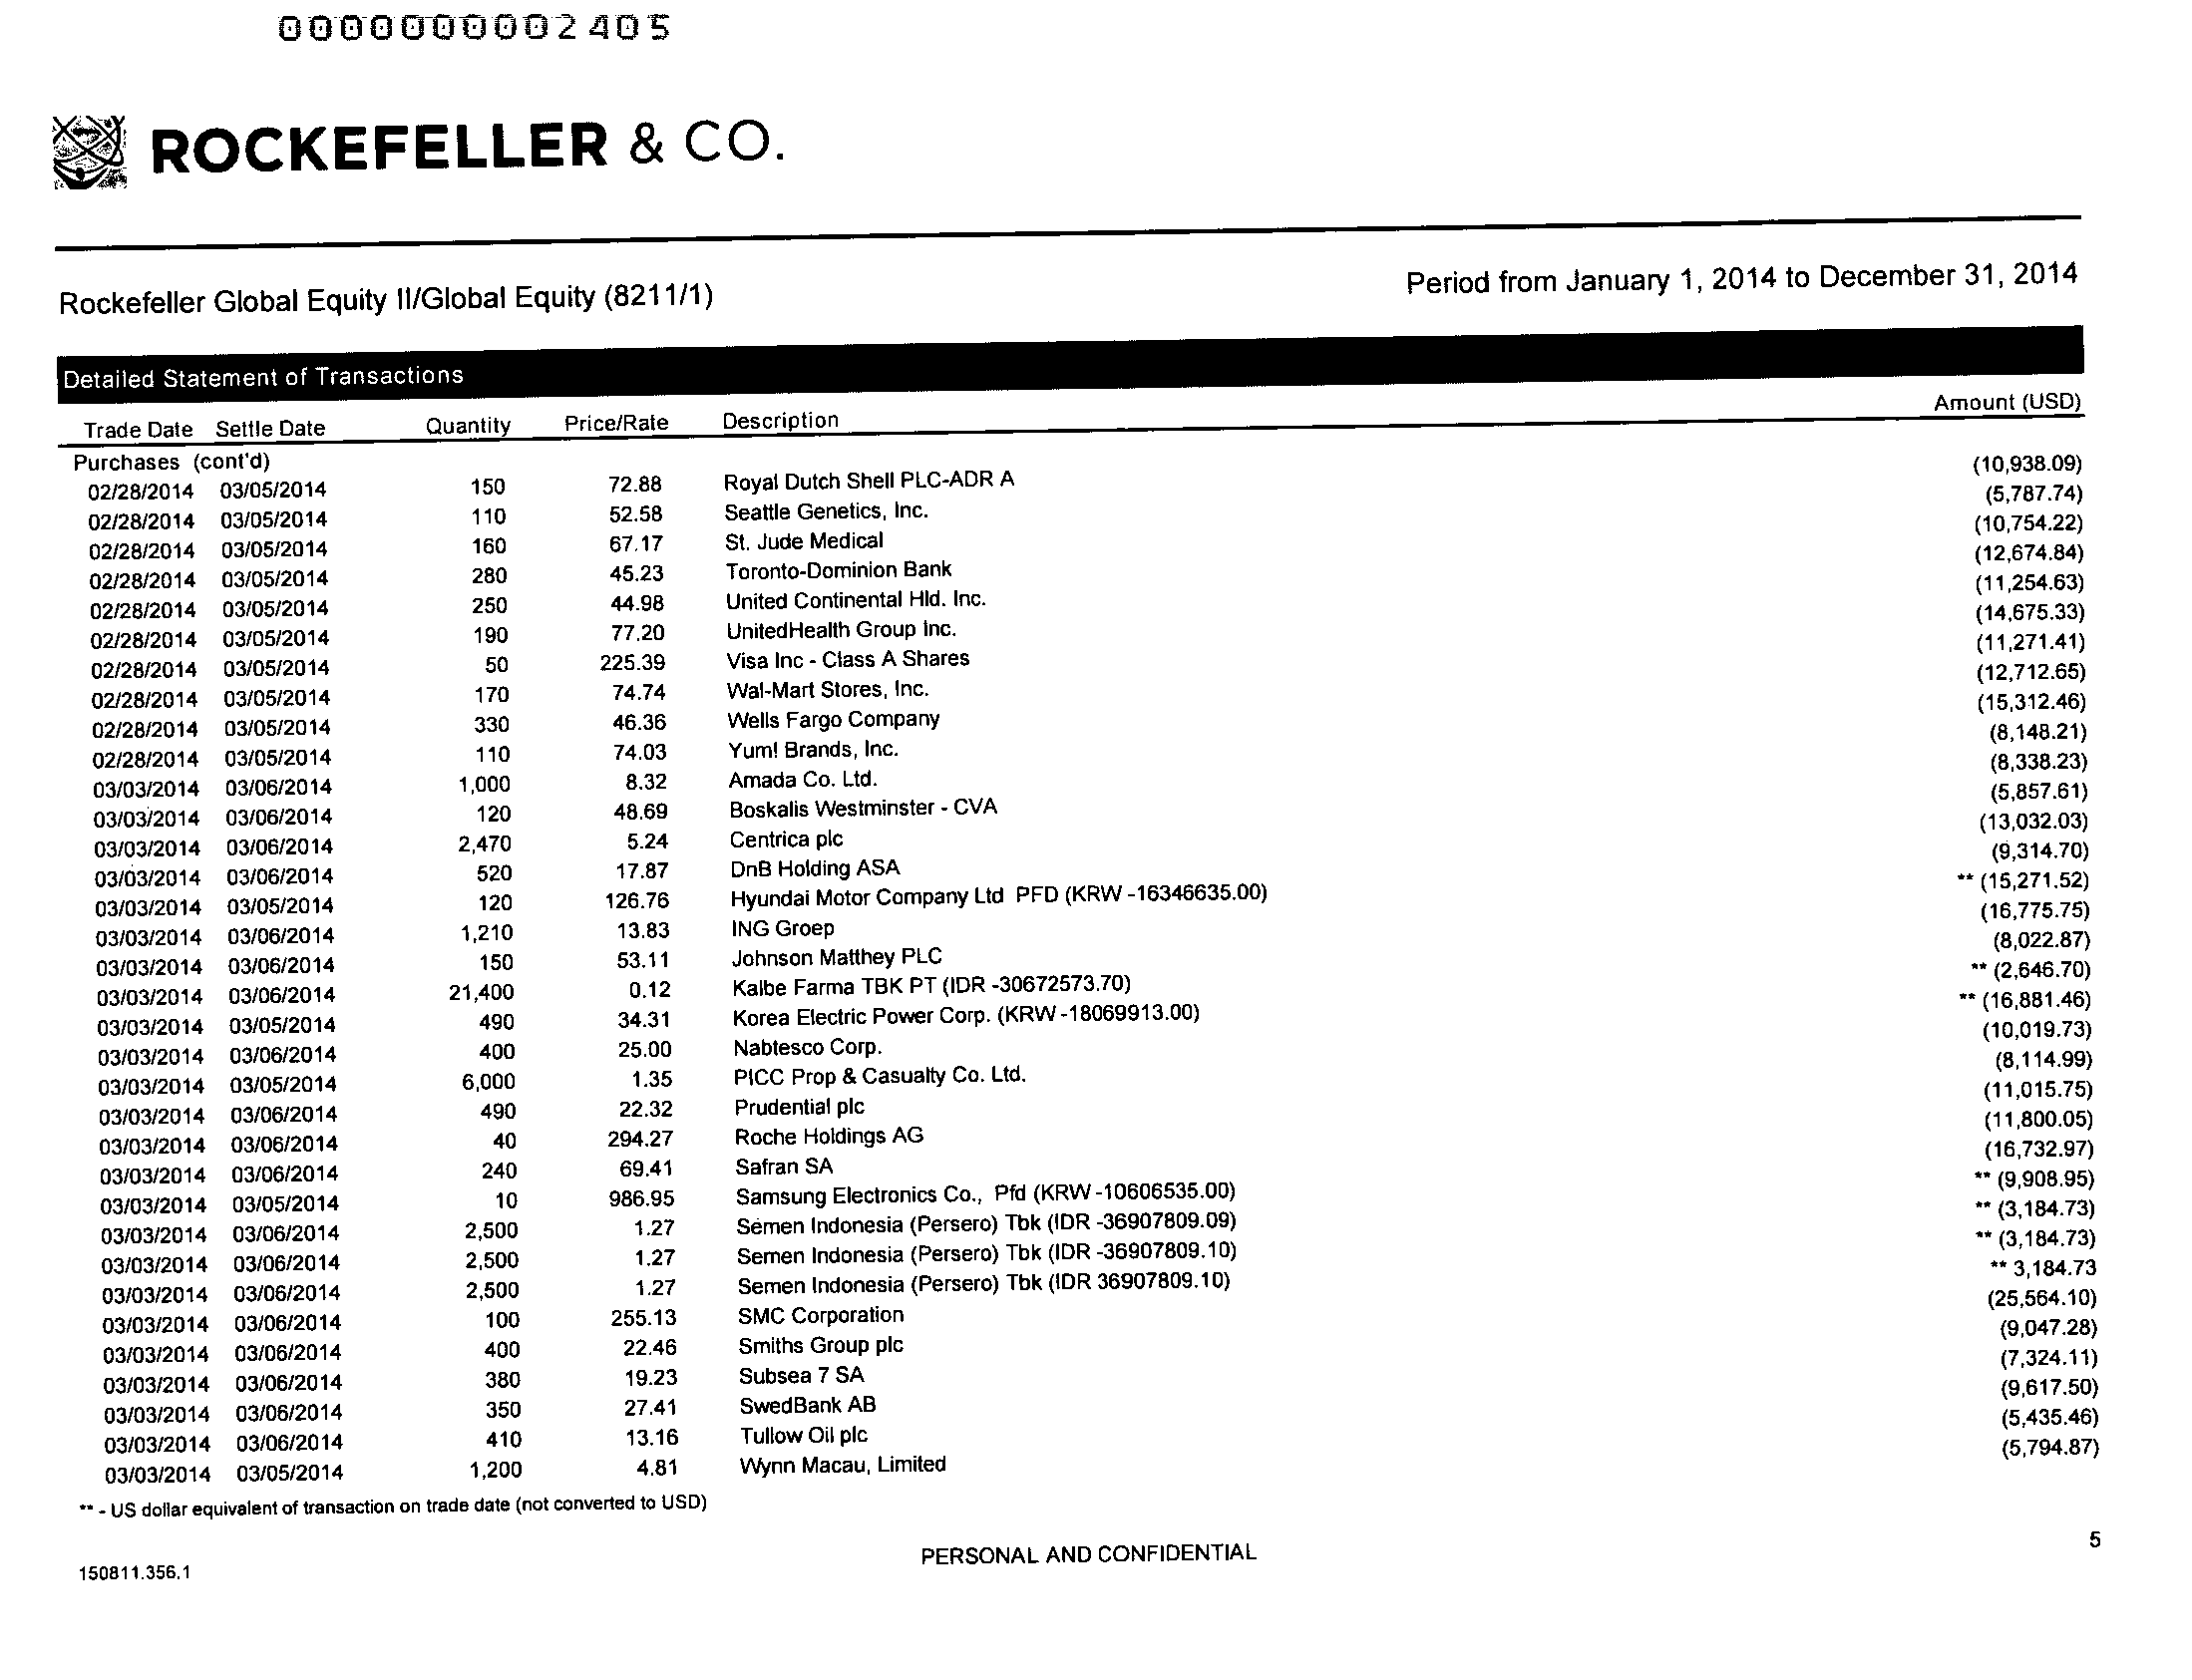 0000000002405
ROCKEFELLER & CO.
Rockefeller Global Equity II/Global Equity (8211/1) Period from January 1, 2014 to December 31, 2014
Detailed Statement of Transactions
Trade Date Settle Date Quantity Price/Rate Description Amount (USD)
Purchases (cont'd)
02/28/2014 03/05/2014 150 72.88 Royal Dutch Shell PLC-ADR A (10,938.09)
02/28/2014 03/05/2014 110 52.58 Seattle Genetics, Inc. (5,787.74)
02/28/2014 03/05/2014 160 67.17 St. Jude Medical (10,754.22)
02/28/2014 03/05/2014 280 45.23 Toronto-Dominion Bank (12,674.84)
02/28/2014 03/05/2014 250 44.98 United Continental Hld. Inc. (11,254.63)
02/28/2014 03/05/2014 190 77.20 UnitedHealth Group Inc. (14,675.33)
02/28/2014 03/05/2014 50 225.39 Visa Inc - Class A Shares (11,271.41)
02/28/2014 03/05/2014 170 74.74 Wal-Mart Stores, Inc. (12,712.65)
02/28/2014 03/05/2014 330 46.36 Wells Fargo Company (15,312.46)
02/28/2014 03/05/2014 110 74.03 Yum! Brands, Inc. (8,148.21)
03/03/2014 03/06/2014 1,000 8.32 Amada Co. Ltd. (8,338.23)
03/03/2014 03/06/2014 120 48.69 Boskalis Westminster - CVA (5,857.61)
03/03/2014 03/06/2014 2,470 5.24 Centrica plc (13,032.03)
03/03/2014 03/06/2014 520 17.87 DnB Holding ASA (9,314.70)
03/03/2014 03/05/2014 120 126.76 Hyundai Motor Company Ltd PFD (KRW -16346635.00) ** (15,271.52)
03/03/2014 03/06/2014 1,210 13.83 ING Groep (16,775.75)
03/03/2014 03/06/2014 150 53.11 Johnson Matthey PLC (8,022.87)
03/03/2014 03/06/2014 21,400 0.12 Kalbe Farma TBK PT (IDR -30672573.70) ** (2,646.70)
03/03/2014 03/05/2014 490 34.31 Korea Electric Power Corp. (KRW -18069913.00) ** (16,881.46)
03/03/2014 03/06/2014 400 25.00 Nabtesco Corp. (10,019.73)
03/03/2014 03/05/2014 6,000 1.35 PICC Prop & Casualty Co. Ltd. (8,114.99)
03/03/2014 03/06/2014 490 22.32 Prudential plc (11,015.75)
03/03/2014 03/06/2014 40 294.27 Roche Holdings AG (11,800.05)
03/03/2014 03/06/2014 240 69.41 Safran SA (16,732.97)
03/03/2014 03/05/2014 10 986.95 Samsung Electronics Co., Pfd (KRW -10606535.00) ** (9,908.95)
03/03/2014 03/06/2014 2,500 1.27 Semen Indonesia (Persero) Tbk (IDR -36907809.09) ** (3,184.73)
03/03/2014 03/06/2014 2,500 1.27 Semen Indonesia (Persero) Tbk (IDR -36907809.10) ** (3,184.73)
03/03/2014 03/06/2014 2,500 1.27 Semen Indonesia (Persero) Tbk (IDR 36907809.10) ** 3,184.73
03/03/2014 03/06/2014 100 255.13 SMC Corporation (25,564.10)
03/03/2014 03/06/2014 400 22.46 Smiths Group plc (9,047.28)
03/03/2014 03/06/2014 380 19.23 Subsea 7 SA (7,324.11)
03/03/2014 03/06/2014 350 27.41 SwedBank AB (9,617.50)
03/03/2014 03/06/2014 410 13.16 Tullow Oil plc (5,435.46)
03/03/2014 03/05/2014 1,200 4.81 Wynn Macau, Limited (5,794.87)
** - US dollar equivalent of transaction on trade date (not converted to USD)
PERSONAL AND CONFIDENTIAL 5
150811.356.1